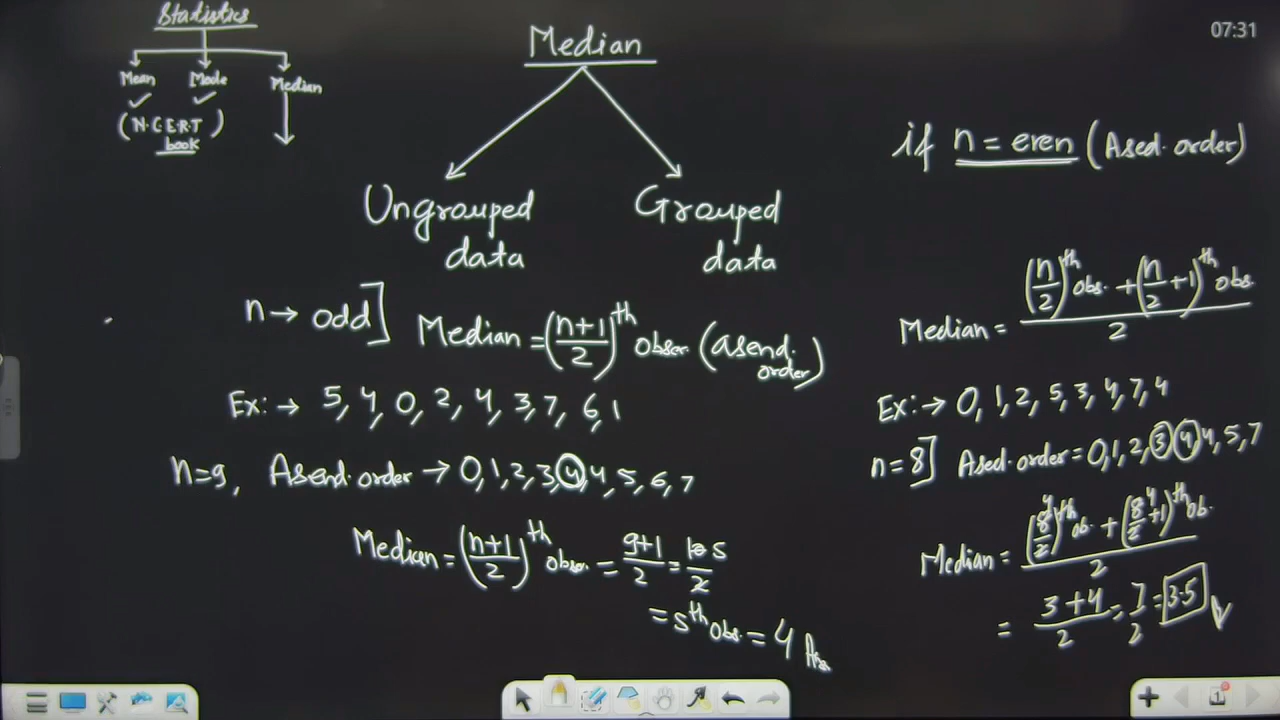 Statistics
Mean Mode Median
(N.C.E.R.T book)
Median
07:31
Ungrouped data
Grouped data
n → odd] Median = (n+1/2)th obser. (asend. order)
Ex: → 5, 4, 0, 2, 4, 3, 7, 6, 1
n=9, Asend. order → 0, 1, 2, 3, 4, 4, 5, 6, 7
Median = (n+1/2)th obser. = 9+1/2 = 10/2 5
= 5th obs. = 4 Ans
if n = even (Ased. order)
Median = (n/2)th obs. + (n/2 + 1)th obs / 2
Ex: → 0, 1, 2, 5, 3, 4, 7, 4
n = 8] Ased. order = 0, 1, 2, 3, 4, 4, 5, 7
Median = (8/2 4)th ob. + (8/2 4 + 1)th ob. / 2
= 3+4/2 = 7/2 = 3.5
1